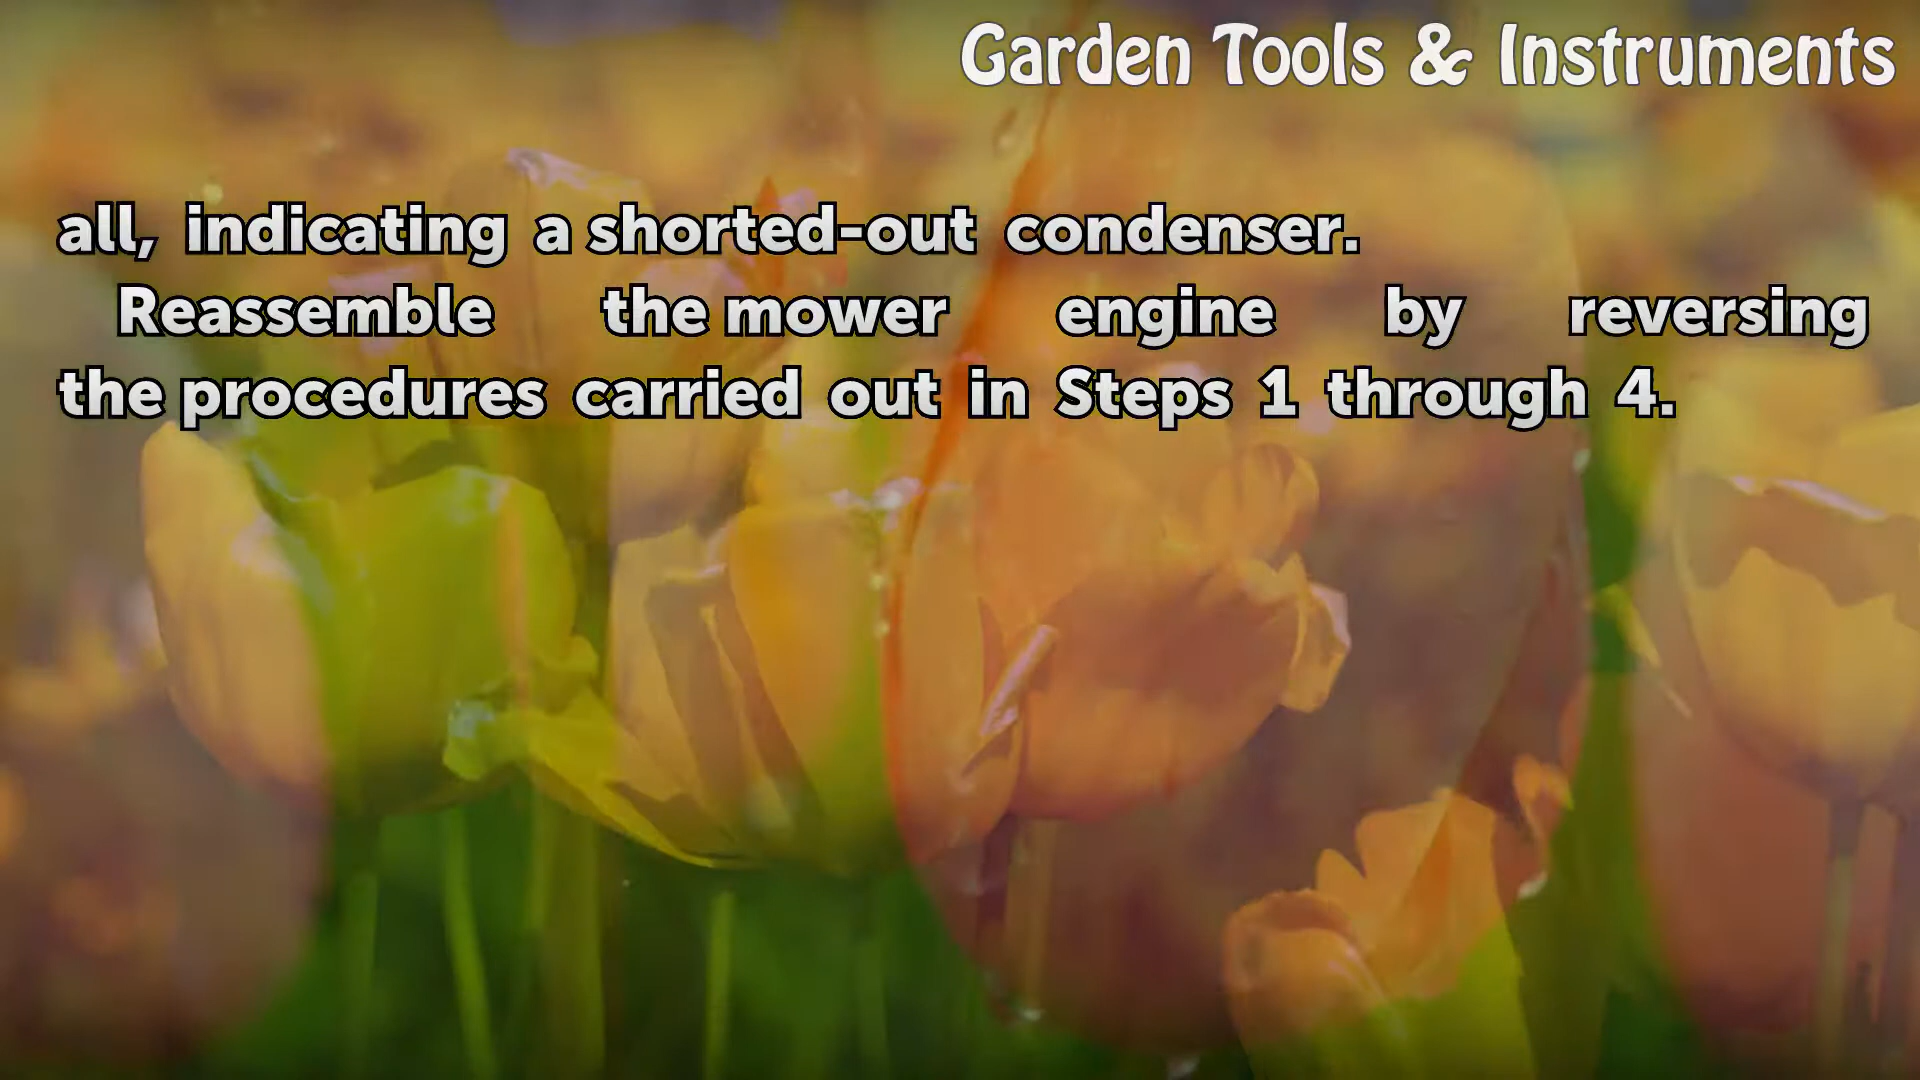 Garden Tools & Instruments
all, indicating a shorted-out condenser.
Reassemble the mower engine by reversing
the procedures carried out in Steps 1 through 4.